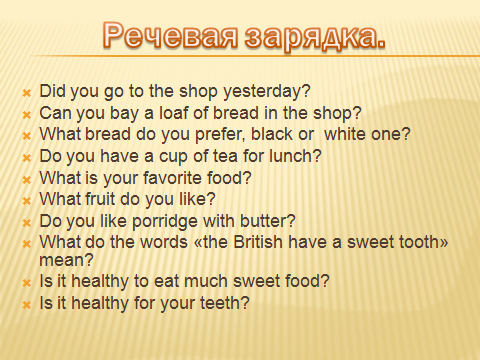 Речевая зарядка.
Did you go to the shop yesterday?
Can you bay a loaf of bread in the shop?
What bread do you prefer, black or  white one?
Do you have a cup of tea for lunch?
What is your favorite food?
What fruit do you like?
Do you like porridge with butter?
What do the words «the British have a sweet tooth»
mean?
Is it healthy to eat much sweet food?
Is it healthy for your teeth?